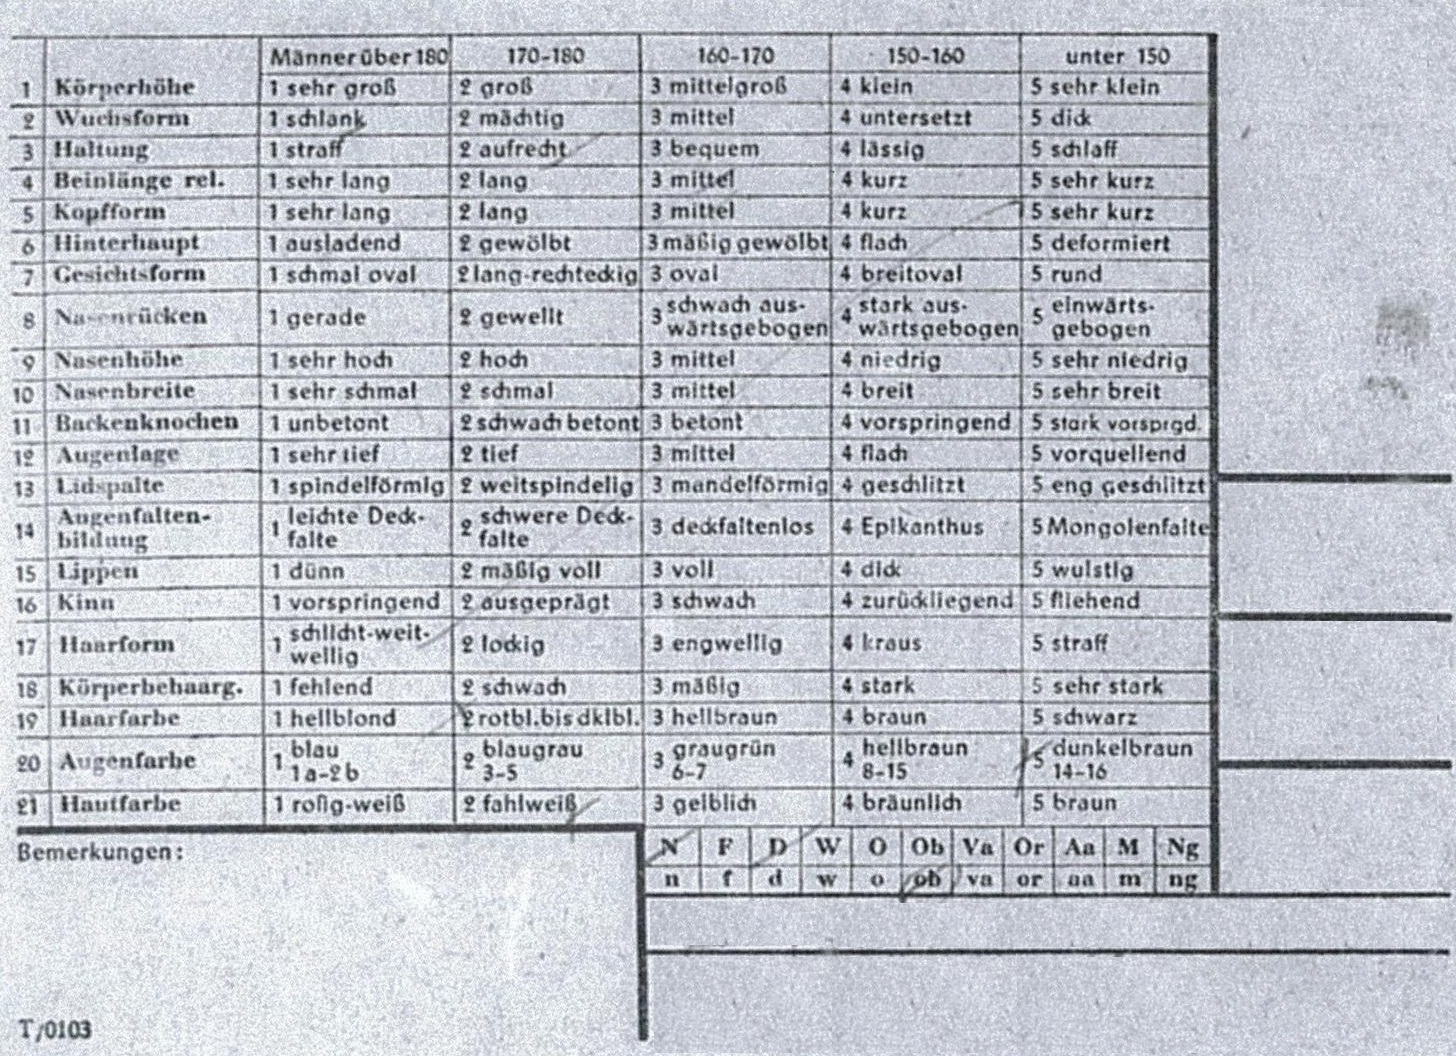 Männer über 180 170-180 160-170 150-160 unter 150
1 Körperhöhe 1 sehr groß 2 groß 3 mittelgroß 4 klein 5 sehr klein
2 Wuchsform 1 schlank 2 mächtig 3 mittel 4 untersetzt 5 dick
3 Haltung 1 straff 2 aufrecht 3 bequem 4 lässig 5 schlaff
4 Beinlänge rel. 1 sehr lang 2 lang 3 mittel 4 kurz 5 sehr kurz
5 Kopfform 1 sehr lang 2 lang 3 mittel 4 kurz 5 sehr kurz
6 Hinterhaupt 1 ausladend 2 gewölbt 3 mäßig gewölbt 4 flach 5 deformiert
7 Gesichtsform 1 schmal oval 2 lang-rechteckig 3 oval 4 breitoval 5 rund
8 Nasenrücken 1 gerade 2 gewellt 3 schwach aus-
wärtsgebogen 4 stark aus-
wärtsgebogen 5 einwärts-
gebogen
9 Nasenhöhe 1 sehr hoch 2 hoch 3 mittel 4 niedrig 5 sehr niedrig
10 Nasenbreite 1 sehr schmal 2 schmal 3 mittel 4 breit 5 sehr breit
11 Backenknochen 1 unbetont 2 schwach betont 3 betont 4 vorspringend 5 stark vorsprgd.
12 Augenlage 1 sehr tief 2 tief 3 mittel 4 flach 5 vorquellend
13 Lidspalte 1 spindelförmig 2 weitspindelig 3 mandelförmig 4 geschlitzt 5 eng geschlitzt
14 Augenfalten-
bildung 1 leichte Deck-
falte 2 schwere Deck-
falte 3 deckfaltenlos 4 Epikanthus 5 Mongolenfalte
15 Lippen 1 dünn 2 mäßig voll 3 voll 4 dick 5 wulstig
16 Kinn 1 vorspringend 2 ausgeprägt 3 schwach 4 zurückliegend 5 fliehend
17 Haarform 1 schlicht-weit-
wellig 2 lockig 3 engwellig 4 kraus 5 straff
18 Körperbehaarg. 1 fehlend 2 schwach 3 mäßig 4 stark 5 sehr stark
19 Haarfarbe 1 hellblond 2 rotbl.bis dklbl. 3 hellbraun 4 braun 5 schwarz
20 Augenfarbe 1 blau
1a-2b 2 blaugrau
3-5 3 graugrün
6-7 4 hellbraun
8-15 5 dunkelbraun
14-16
21 Hautfarbe 1 rosig-weiß 2 fahlweiß 3 gelblich 4 bräunlich 5 braun
Bemerkungen:
N F D W O Ob Va Or Aa M Ng
n f d w o ob va or aa m ng
T/0103